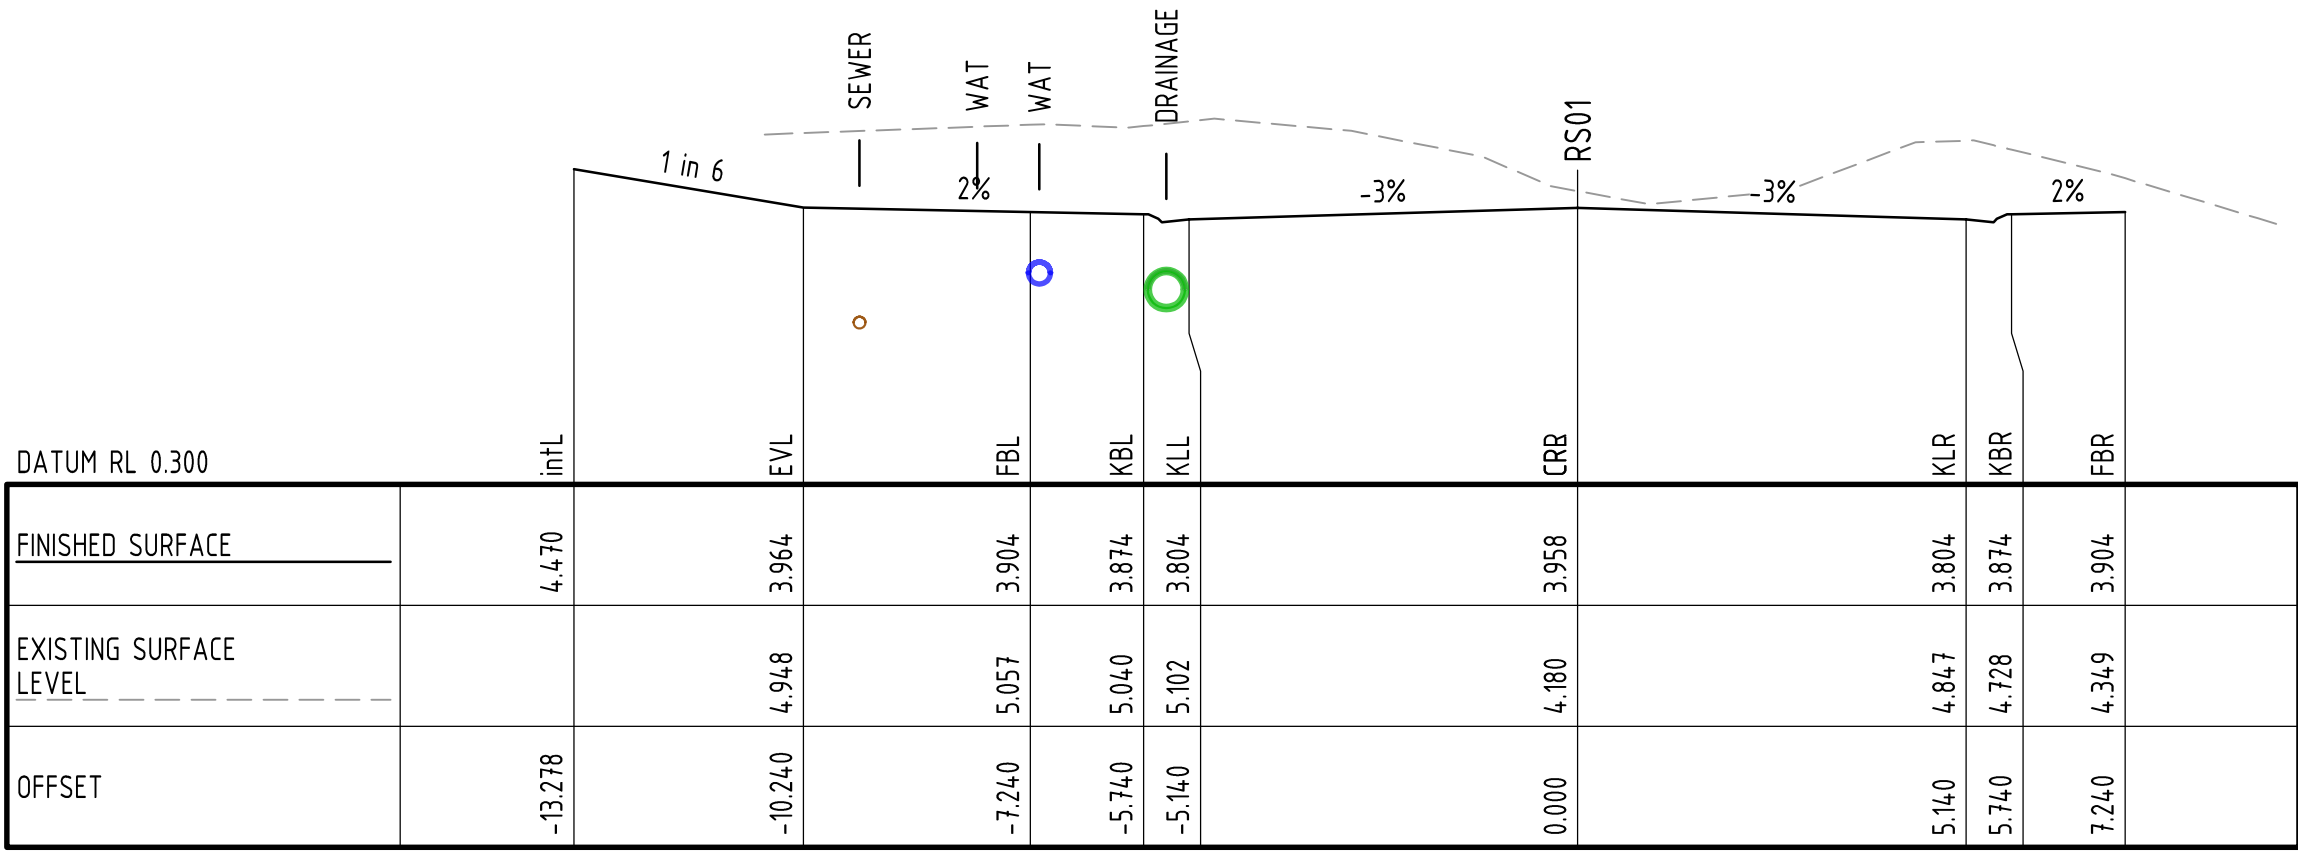 SEWER
WAT
WAT
DRAINAGE
RS01
1 in 6
2%
-3%
-3%
2%
DATUM RL 0.300
intL
EVL
FBL
KBL
KLL
KLR
KBR
FBR
FINISHED SURFACE
4.470
3.964
3.904
3.874
3.804
3.958
3.804
3.874
3.904
EXISTING SURFACE
LEVEL
4.948
5.057
5.040
5.102
4.180
4.847
4.728
4.349
OFFSET
-13.278
-10.240
-7.240
-5.740
-5.140
0.000
5.140
5.740
7.240